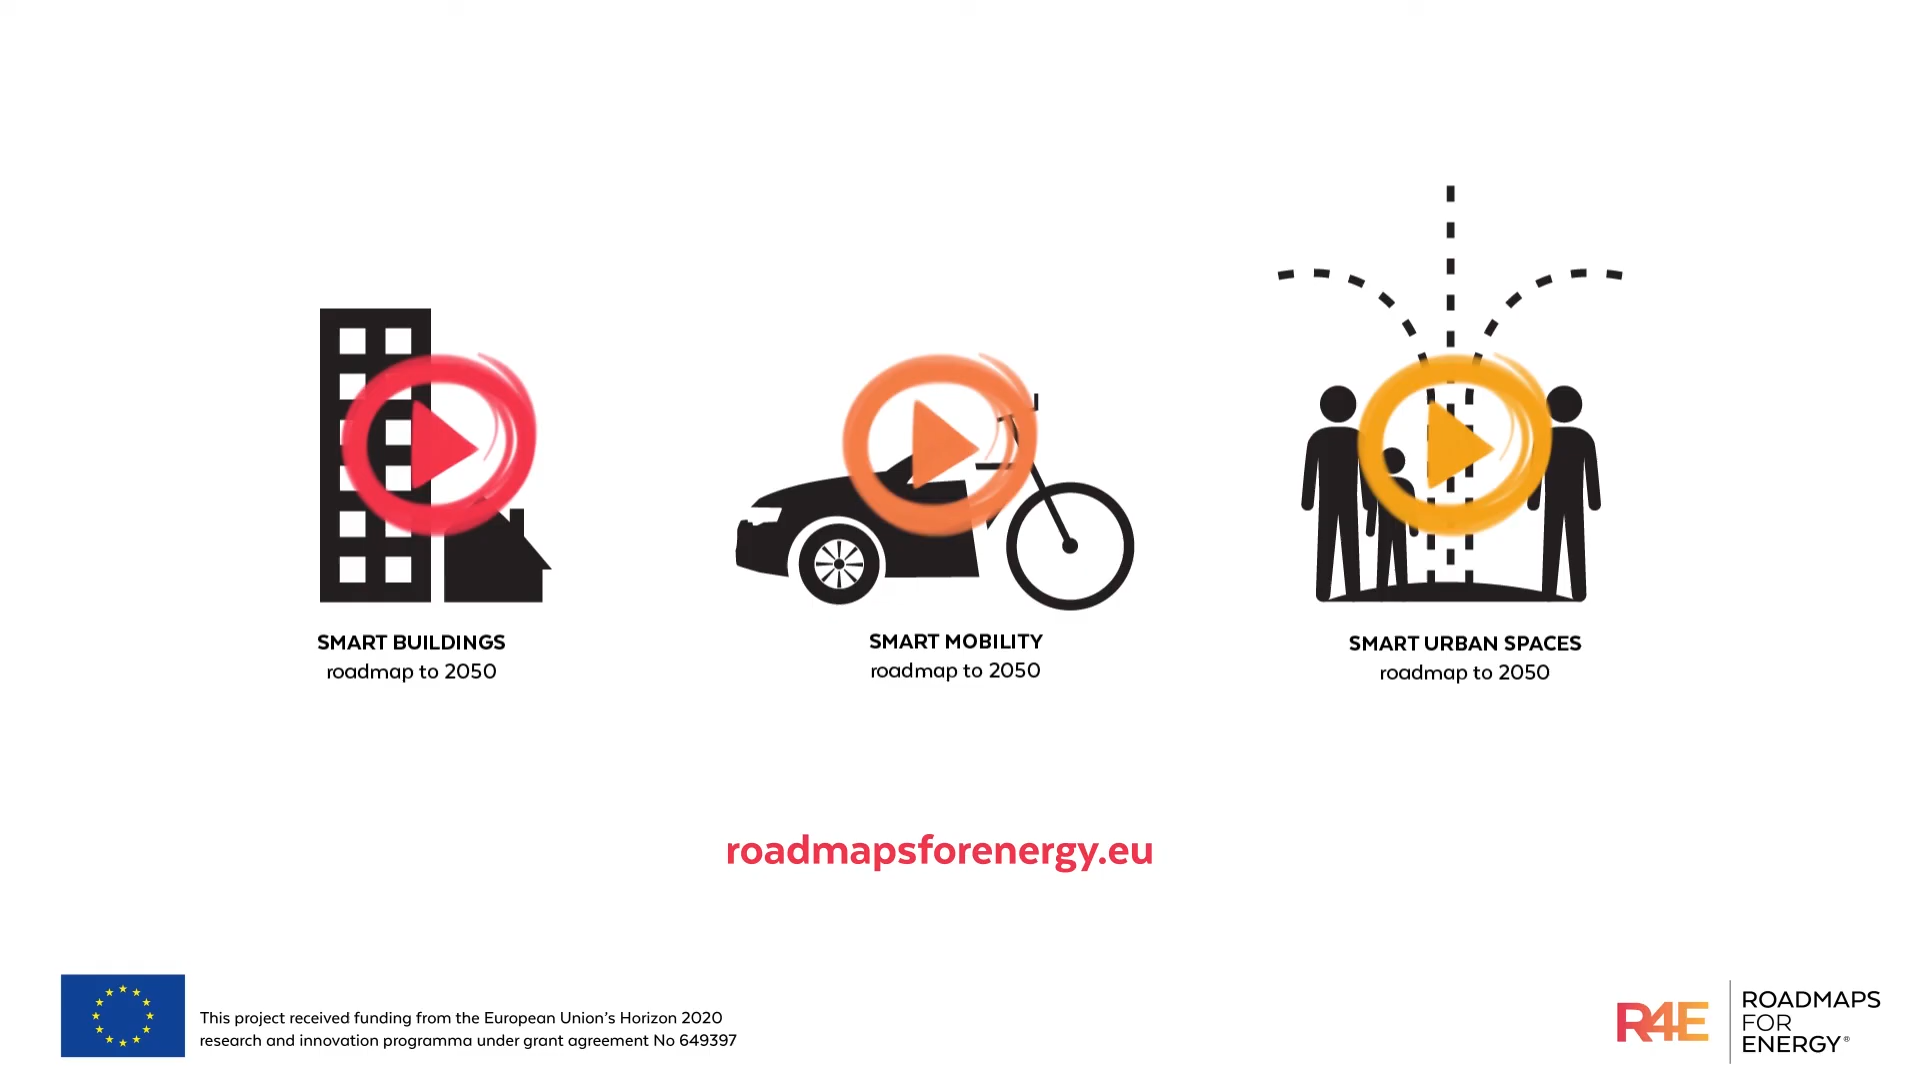 SMART BUILDINGS
roadmap to 2050
SMART MOBILITY
roadmap to 2050
SMART URBAN SPACES
roadmap to 2050
roadmapsforenergy.eu
This project received funding from the European Union's Horizon 2020
research and innovation programma under grant agreement No 649397
R4E
ROADMAPS
FOR
ENERGY®